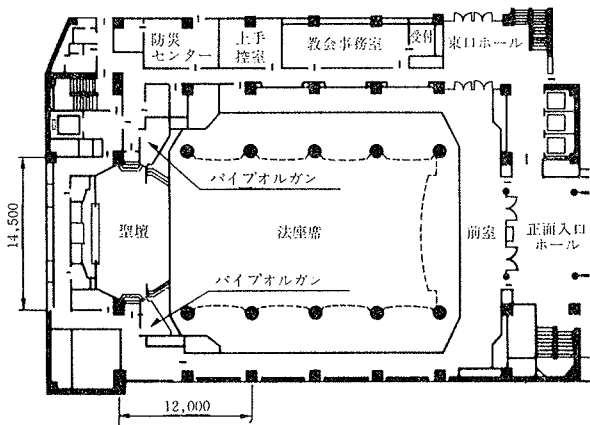 防災
センター
上手
控室
教会事務室
受付
東口ホール
パイプオルガン
聖壇
法座席
前室
正面入口
ホール
パイプオルガン
14,500
12,000